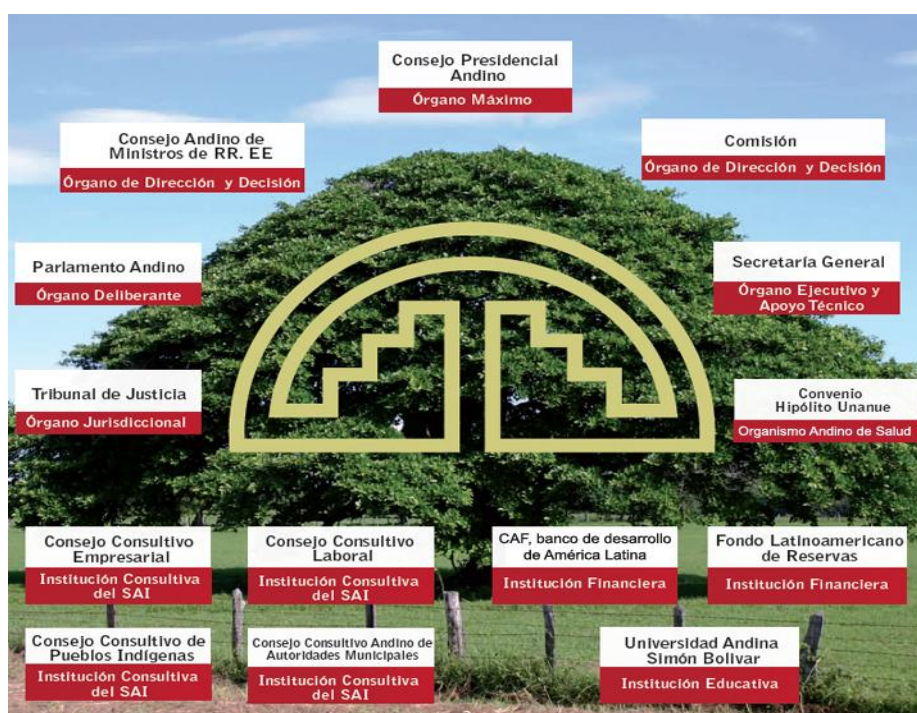 Consejo Presidencial
Andino
Órgano Máximo
Consejo Andino de
Ministros de RR. EE
Órgano de Dirección y Decisión
Comisión
Órgano de Dirección y Decisión
Parlamento Andino
Órgano Deliberante
Secretaría General
Órgano Ejecutivo y
Apoyo Técnico
Tribunal de Justicia
Órgano Jurisdiccional
Convenio
Hipólito Unanue
Organismo Andino de Salud
Consejo Consultivo
Empresarial
Institución Consultiva
del SAI
Consejo Consultivo
Laboral
Institución Consultiva
del SAI
CAF, banco de desarrollo
de América Latina
Institución Financiera
Fondo Latinoamericano
de Reservas
Institución Financiera
Consejo Consultivo de
Pueblos Indígenas
Institución Consultiva
del SAI
Consejo Consultivo Andino de
Autoridades Municipales
Institución Consultiva
del SAI
Universidad Andina
Simón Bolivar
Institución Educativa